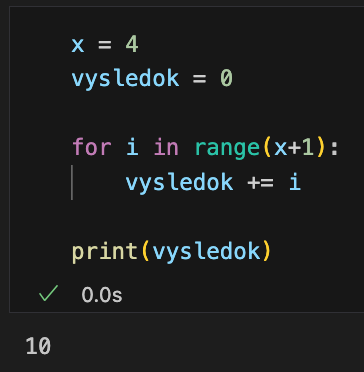 x = 4
vysledok = 0
for i in range(x+1):
    vysledok += i
print(vysledok)
0.0s
10